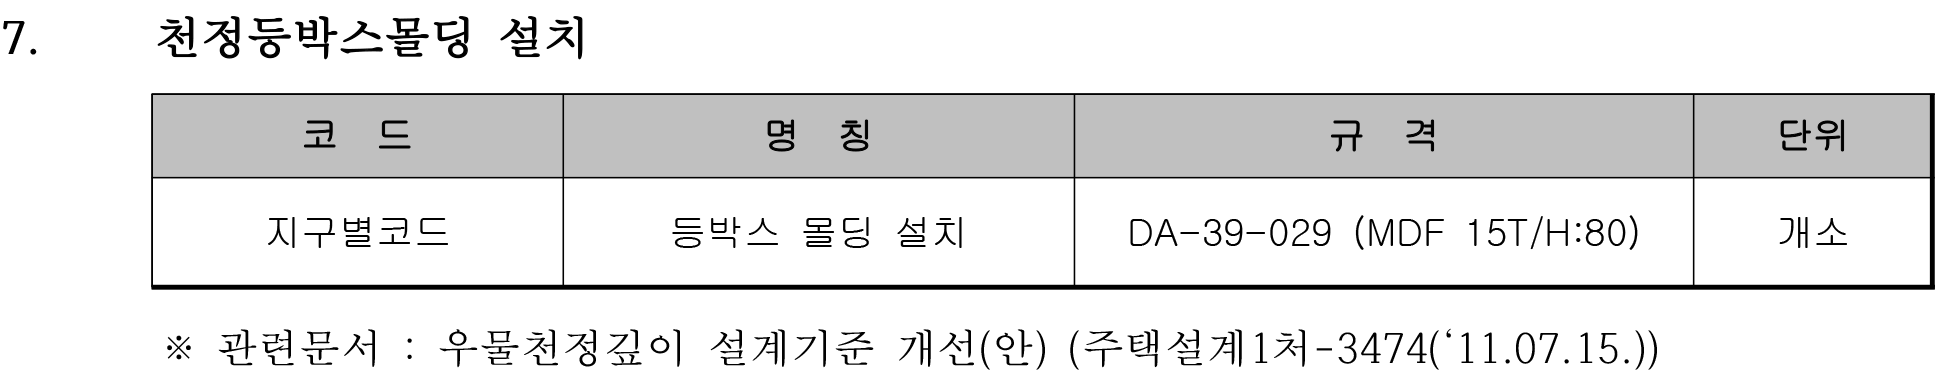 7. 천정등박스몰딩 설치
코 드 명 칭 규 격 단위
지구별코드 등박스 몰딩 설치 DA-39-029 (MDF 15T/H:80) 개소
※ 관련문서 : 우물천정깊이 설계기준 개선(안) (주택설계1처-3474(‘11.07.15.))